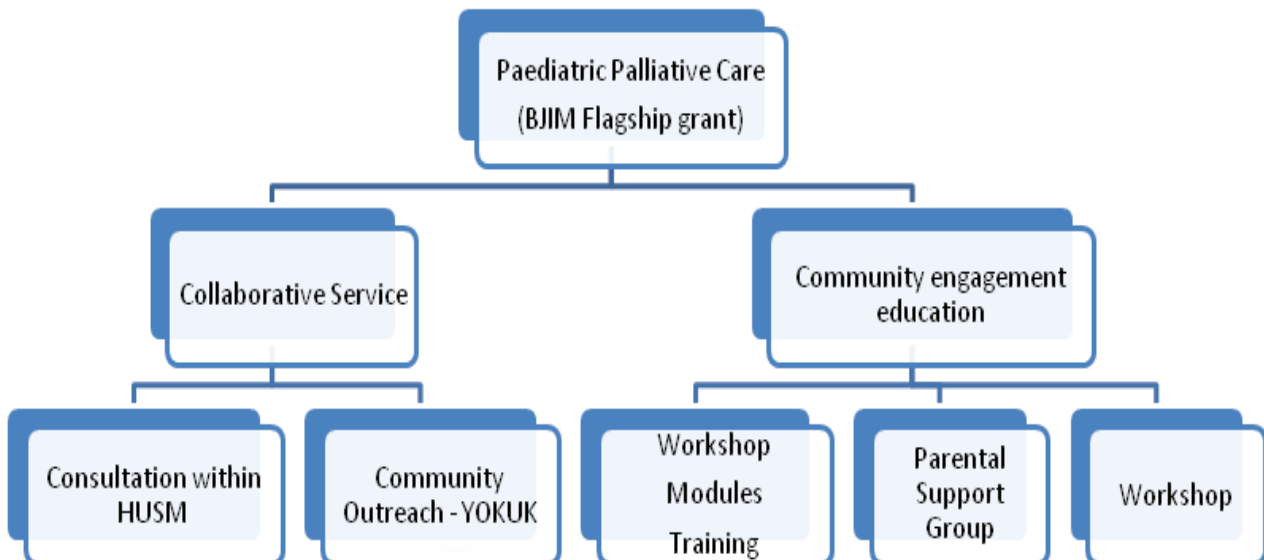 Paediatric Palliative Care
(BJIM Flagship grant)
Collaborative Service
Community engagement
education
Consultation within
HUSM
Community
Outreach - YOKUK
Workshop
Modules
Training
Parental
Support
Group
Workshop